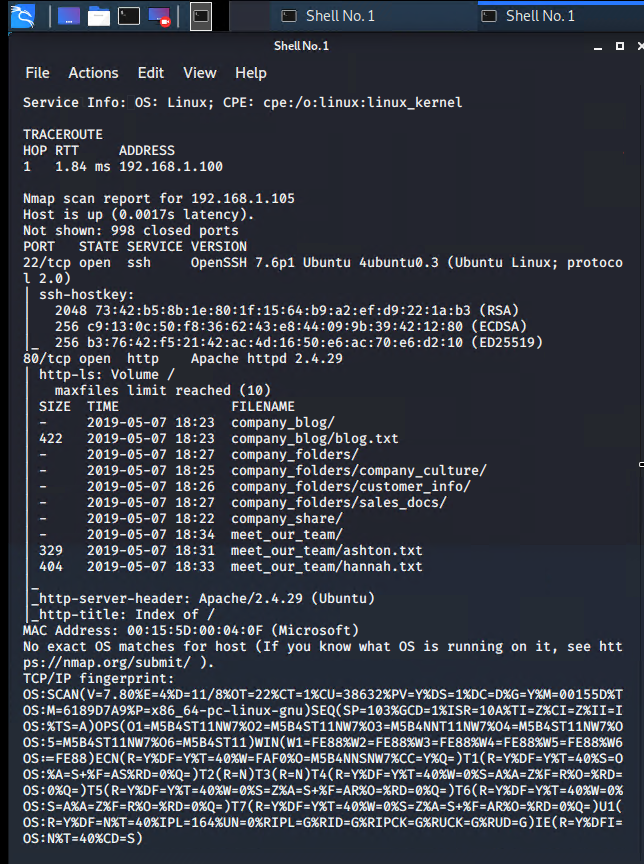 Shell No. 1
Shell No. 1
Shell No. 1
File Actions Edit View Help
Service Info: OS: Linux; CPE: cpe:/o:linux:linux_kernel
TRACEROUTE
HOP RTT     ADDRESS
1   1.84 ms 192.168.1.100
Nmap scan report for 192.168.1.105
Host is up (0.0017s latency).
Not shown: 998 closed ports
PORT   STATE SERVICE VERSION
22/tcp open  ssh     OpenSSH 7.6p1 Ubuntu 4ubuntu0.3 (Ubuntu Linux; protoco
l 2.0)
| ssh-hostkey:
|   2048 73:42:b5:8b:1e:80:1f:15:64:b9:a2:ef:d9:22:1a:b3 (RSA)
|   256 c9:13:0c:50:f8:36:62:43:e8:44:09:9b:39:42:12:80 (ECDSA)
|_  256 b3:76:42:f5:21:42:ac:4d:16:50:e6:ac:70:e6:d2:10 (ED25519)
80/tcp open  http    Apache httpd 2.4.29
| http-ls: Volume /
|   maxfiles limit reached (10)
| SIZE  TIME              FILENAME
| -     2019-05-07 18:23  company_blog/
| 422   2019-05-07 18:23  company_blog/blog.txt
| -     2019-05-07 18:27  company_folders/
| -     2019-05-07 18:25  company_folders/company_culture/
| -     2019-05-07 18:26  company_folders/customer_info/
| -     2019-05-07 18:27  company_folders/sales_docs/
| -     2019-05-07 18:22  company_share/
| -     2019-05-07 18:34  meet_our_team/
| 329   2019-05-07 18:31  meet_our_team/ashton.txt
| 404   2019-05-07 18:33  meet_our_team/hannah.txt
|_
|_http-server-header: Apache/2.4.29 (Ubuntu)
|_http-title: Index of /
MAC Address: 00:15:5D:00:04:0F (Microsoft)
No exact OS matches for host (If you know what OS is running on it, see htt
ps://nmap.org/submit/ ).
TCP/IP fingerprint:
OS:SCAN(V=7.80%E=4%D=11/8%OT=22%CT=1%CU=38632%PV=Y%DS=1%DC=D%G=Y%M=00155D%T
OS:M=6189D7A9%P=x86_64-pc-linux-gnu)SEQ(SP=103%GCD=1%ISR=10A%TI=Z%CI=Z%II=I
OS:%TS=A)OPS(O1=M5B4ST11NW7%O2=M5B4ST11NW7%O3=M5B4NNT11NW7%O4=M5B4ST11NW7%O
OS:5=M5B4ST11NW7%O6=M5B4ST11)WIN(W1=FE88%W2=FE88%W3=FE88%W4=FE88%W5=FE88%W6
OS:=FE88)ECN(R=Y%DF=Y%T=40%W=FAF0%O=M5B4NNSNW7%CC=Y%Q=)T1(R=Y%DF=Y%T=40%S=O
OS:%A=S+%F=AS%RD=0%Q=)T2(R=N)T3(R=N)T4(R=Y%DF=Y%T=40%W=0%S=A%A=Z%F=R%O=%RD=
OS:0%Q=)T5(R=Y%DF=Y%T=40%W=0%S=Z%A=S+%F=AR%O=%RD=0%Q=)T6(R=Y%DF=Y%T=40%W=0%
OS:S=A%A=Z%F=R%O=%RD=0%Q=)T7(R=Y%DF=Y%T=40%W=0%S=Z%A=S+%F=AR%O=%RD=0%Q=)U1(
OS:R=Y%DF=N%T=40%IPL=164%UN=0%RIPL=G%RID=G%RIPCK=G%RUCK=G%RUD=G)IE(R=Y%DFI=
OS:N%T=40%CD=S)